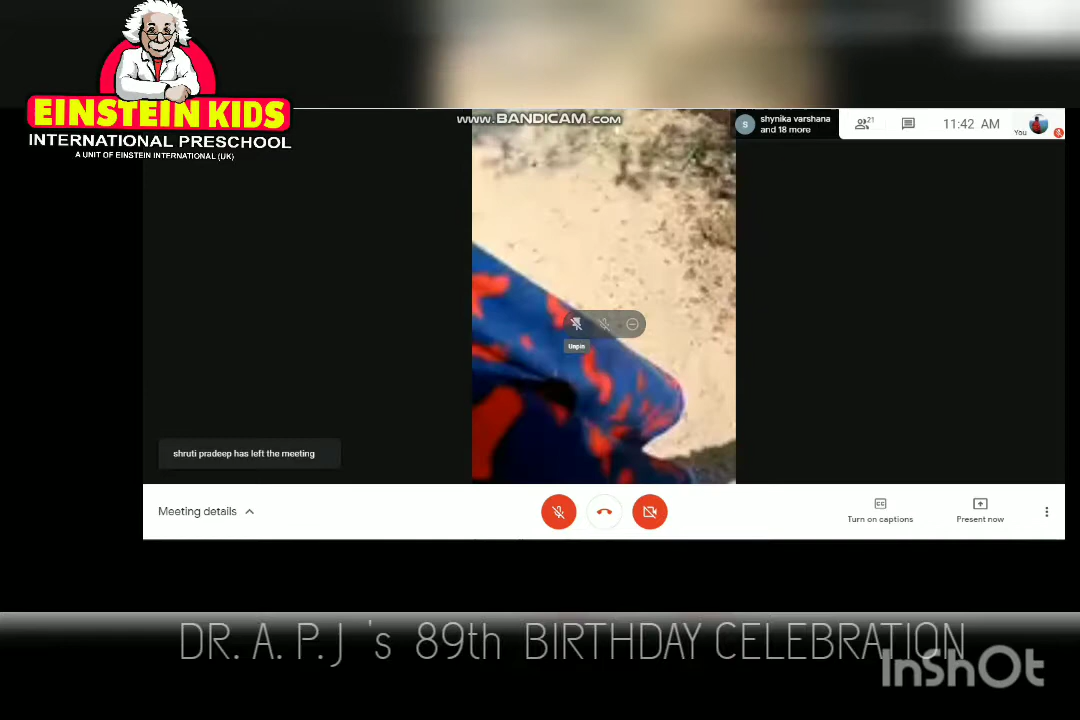 EINSTEIN KIDS
INTERNATIONAL PRESCHOOL
A UNIT OF EINSTEIN INTERNATIONAL (UK)
www.BANDICAM.com
S
shynika varshana
and 18 more
21
11:42 AM
You
Unpin
shruti pradeep has left the meeting
Meeting details
CC
Turn on captions
Present now
DR. A. P. J 's 89th BIRTHDAY CELEBRATION
InShOt